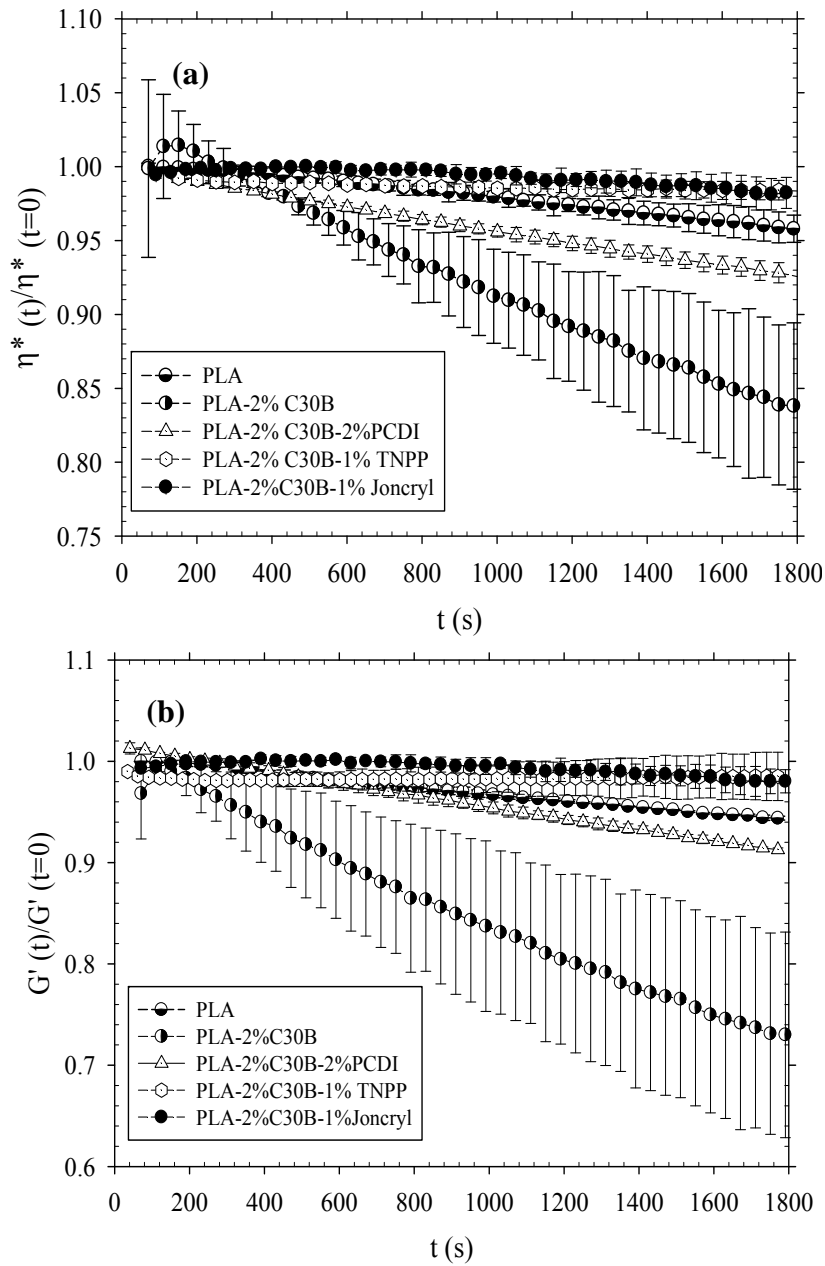 1.10
(a)
1.05
1.00
0.95
0.90
0.85
0.80
0.75
η* (t)/η* (t=0)
PLA
PLA-2% C30B
PLA-2% C30B-2%PCDI
PLA-2% C30B-1% TNPP
PLA-2%C30B-1% Joncryl
0 200 400 600 800 1000 1200 1400 1600 1800
t (s)
1.1
(b)
1.0
0.9
0.8
0.7
0.6
G' (t)/G' (t=0)
PLA
PLA-2%C30B
PLA-2%C30B-2%PCDI
PLA-2%C30B-1% TNPP
PLA-2%C30B-1%Joncryl
0 200 400 600 800 1000 1200 1400 1600 1800
t (s)